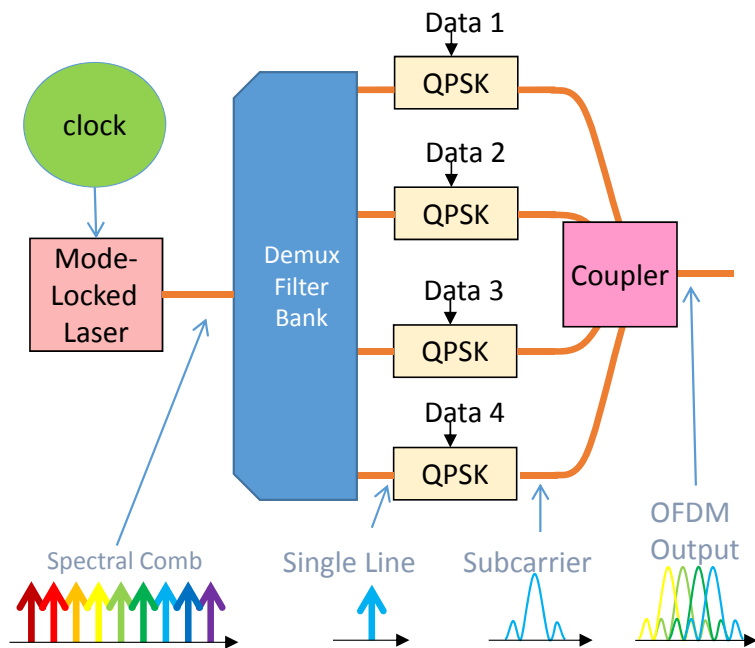 Data 1
QPSK
clock
Data 2
QPSK
Mode-
Locked
Laser
Demux
Filter
Bank
Coupler
Data 3
QPSK
Data 4
QPSK
Spectral Comb
Single Line
Subcarrier
OFDM
Output